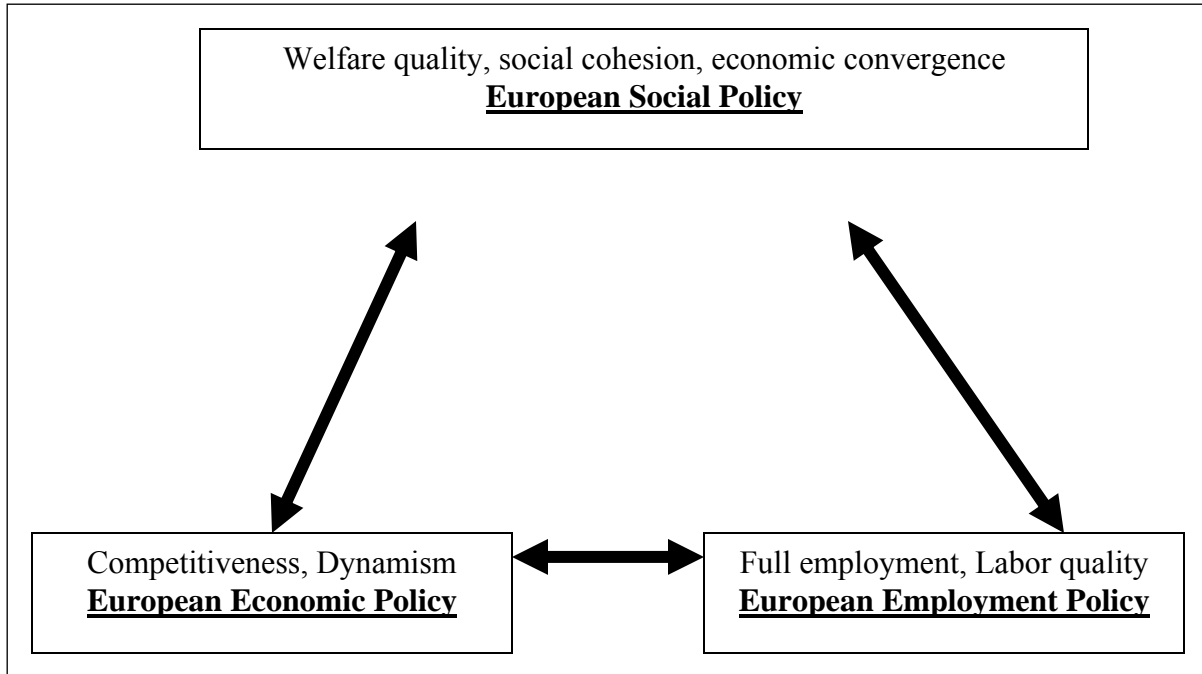 Welfare quality, social cohesion, economic convergence
European Social Policy
Competitiveness, Dynamism
European Economic Policy
Full employment, Labor quality
European Employment Policy